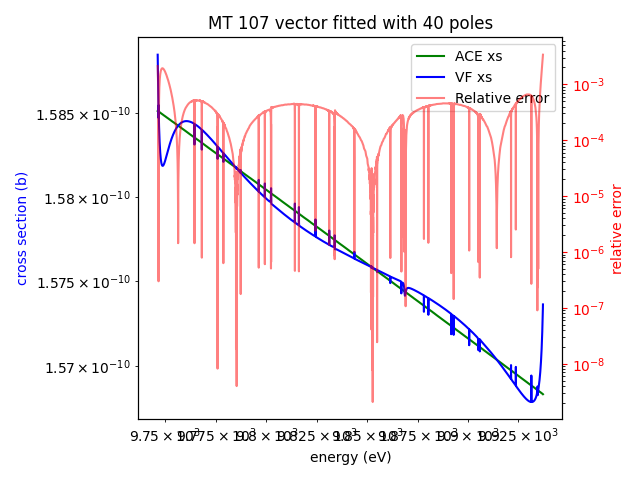 MT 107 vector fitted with 40 poles
ACE xs
VF xs
Relative error
1.585 × 10⁻¹⁰
1.58 × 10⁻¹⁰
1.575 × 10⁻¹⁰
1.57 × 10⁻¹⁰
cross section (b)
10⁻³
10⁻⁴
10⁻⁵
10⁻⁶
10⁻⁷
10⁻⁸
relative error
energy (eV)